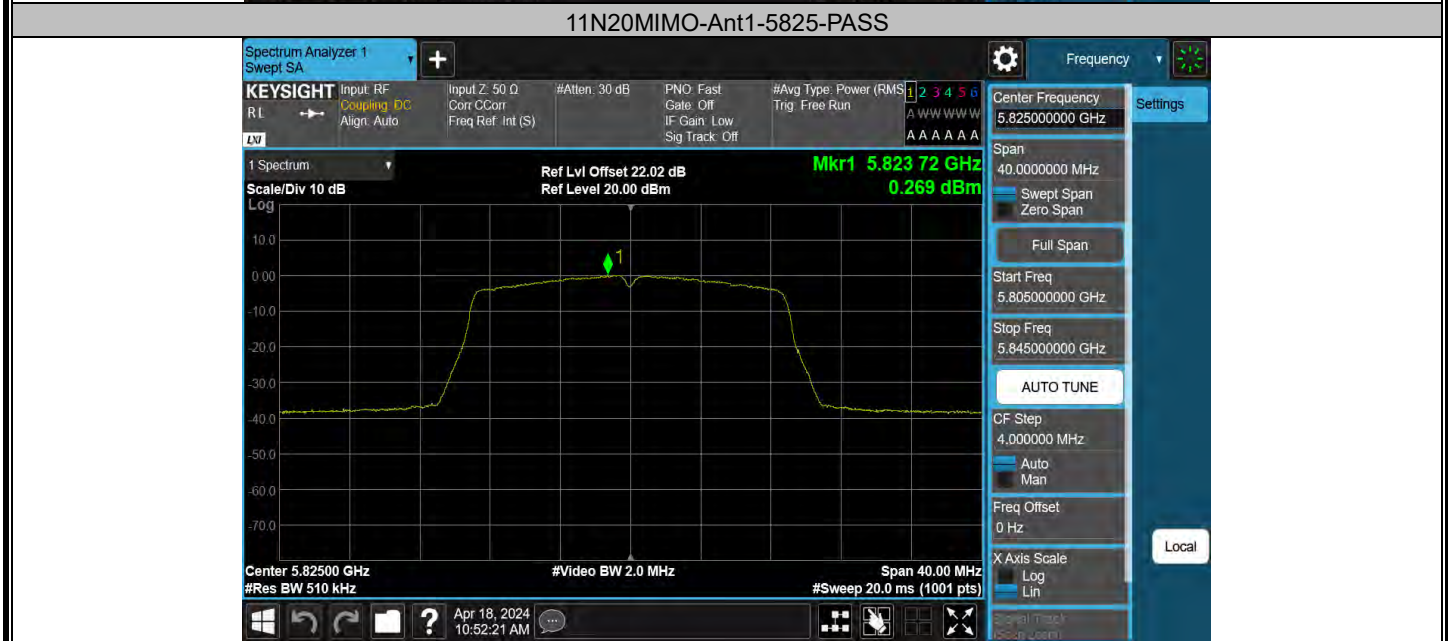 11N20MIMO-Ant1-5825-PASS
Spectrum Analyzer 1
Swept SA
+
Frequency
KEYSIGHT
RL
LXI
Input: RF
Coupling: DC
Align: Auto
Input Z: 50 Ω
Corr CCorr
Freq Ref: Int (S)
#Atten: 30 dB
PNO: Fast
Gate: Off
IF Gain: Low
Sig Track: Off
#Avg Type: Power (RMS
Trig: Free Run
1 2 3 4 5 6
A W W W W W
A A A A A A
Center Frequency
5.825000000 GHz
Settings
1 Spectrum
Scale/Div 10 dB
Log
Ref Lvl Offset 22.02 dB
Ref Level 20.00 dBm
Mkr1 5.823 72 GHz
0.269 dBm
Span
40.0000000 MHz
Swept Span
Zero Span
Full Span
Start Freq
5.805000000 GHz
Stop Freq
5.845000000 GHz
AUTO TUNE
CF Step
4.000000 MHz
Auto
Man
Freq Offset
0 Hz
X Axis Scale
Log
Lin
Signal Track
(Span Zoom)
Local
1
10.0
0.00
-10.0
-20.0
-30.0
-40.0
-50.0
-60.0
-70.0
Center 5.82500 GHz
#Res BW 510 kHz
#Video BW 2.0 MHz
Span 40.00 MHz
#Sweep 20.0 ms (1001 pts)
?
Apr 18, 2024
10:52:21 AM